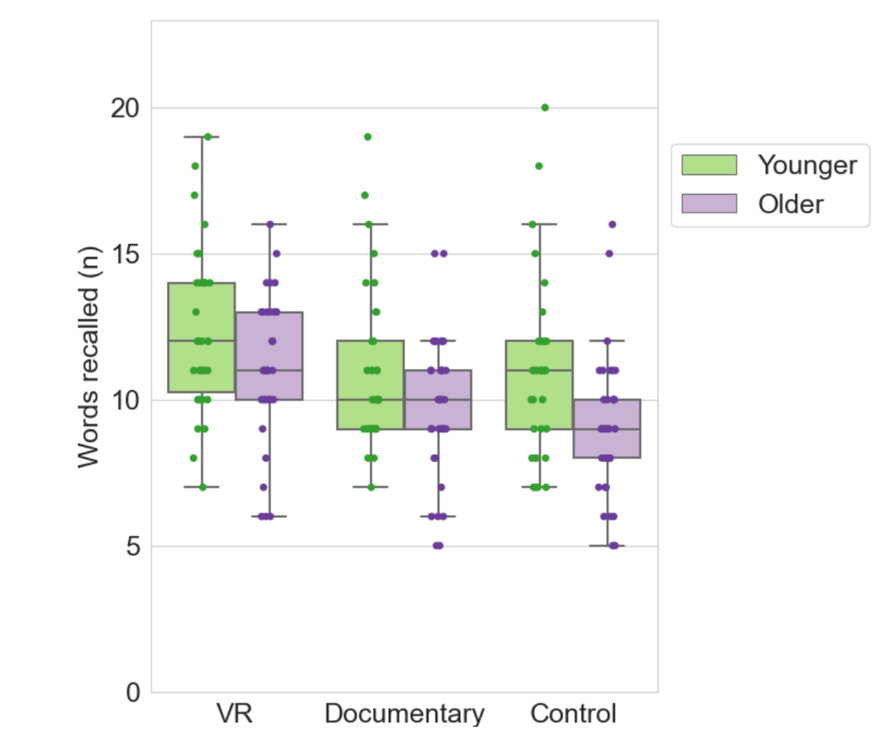 20
15
10
5
0
Words recalled (n)
VR Documentary Control
Younger
Older